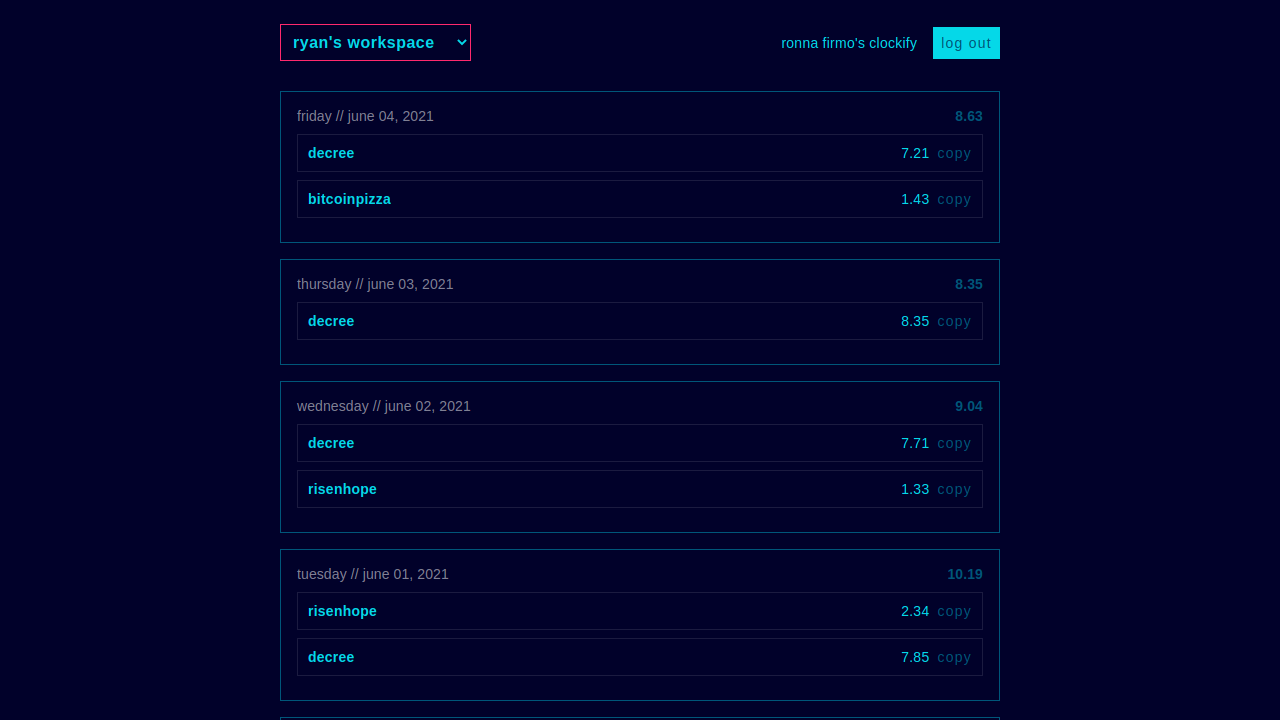 ryan's workspace
ronna firmo's clockify log out
friday // june 04, 2021 8.63
decree 7.21 copy
bitcoinpizza 1.43 copy
thursday // june 03, 2021 8.35
decree 8.35 copy
wednesday // june 02, 2021 9.04
decree 7.71 copy
risenhope 1.33 copy
tuesday // june 01, 2021 10.19
risenhope 2.34 copy
decree 7.85 copy